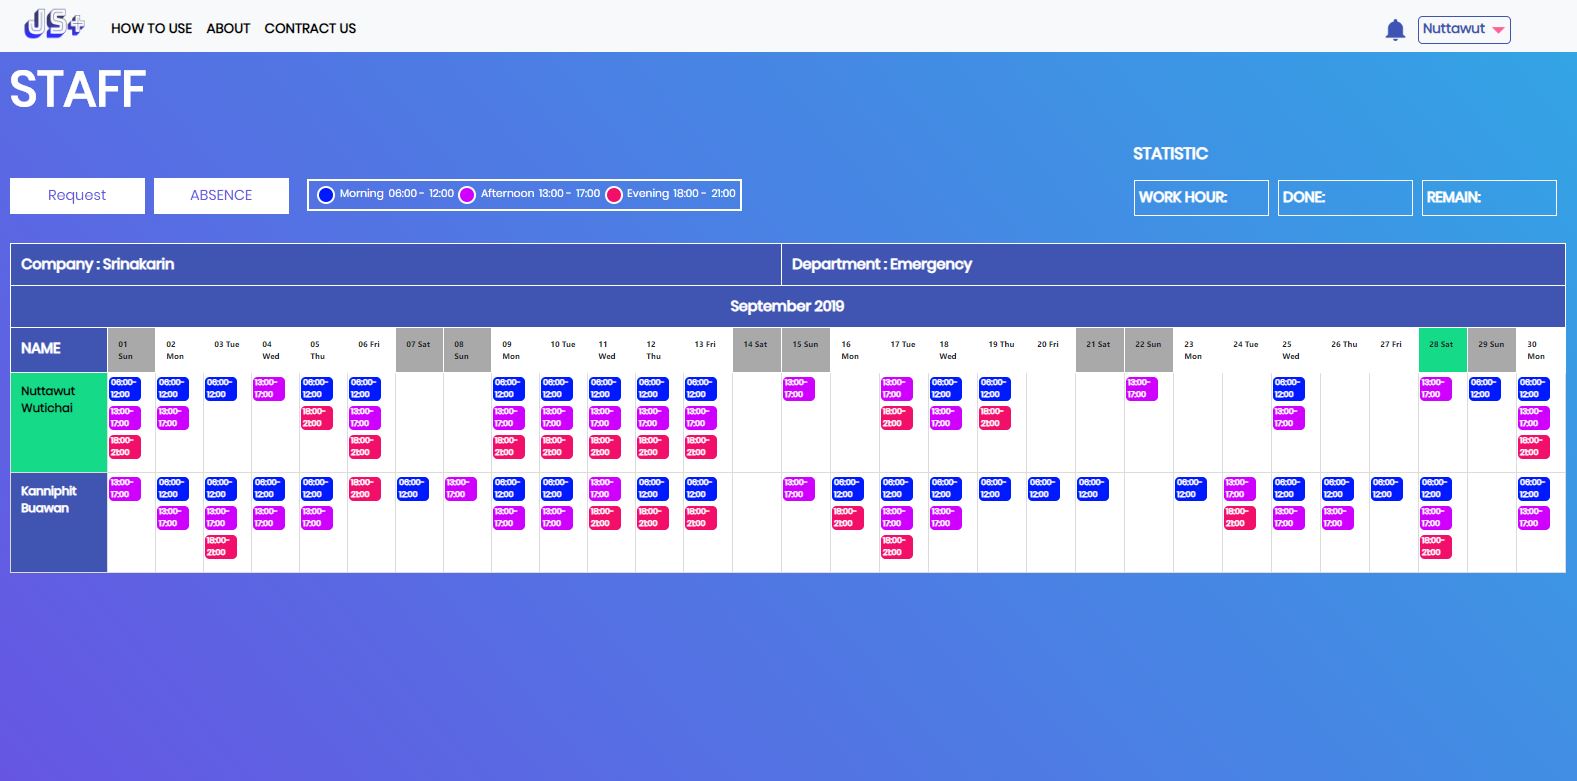 JS+ HOW TO USE ABOUT CONTRACT US Nuttawut
STAFF
STATISTIC
Request ABSENCE Morning 06:00 - 12:00 Afternoon 13:00 - 17:00 Evening 18:00 - 21:00 WORK HOUR: DONE: REMAIN:
Company : Srinakarin Department : Emergency
September 2019
NAME 01 Sun 02 Mon 03 Tue 04 Wed 05 Thu 06 Fri 07 Sat 08 Sun 09 Mon 10 Tue 11 Wed 12 Thu 13 Fri 14 Sat 15 Sun 16 Mon 17 Tue 18 Wed 19 Thu 20 Fri 21 Sat 22 Sun 23 Mon 24 Tue 25 Wed 26 Thu 27 Fri 28 Sat 29 Sun 30 Mon
Nuttawut Wutichai
06:00-12:00 06:00-12:00 06:00-12:00 13:00-17:00 06:00-12:00 06:00-12:00 06:00-12:00 06:00-12:00 06:00-12:00 06:00-12:00 06:00-12:00 13:00-17:00 13:00-17:00 06:00-12:00 06:00-12:00 13:00-17:00 06:00-12:00 13:00-17:00 06:00-12:00 06:00-12:00
13:00-17:00 13:00-17:00 18:00-21:00 13:00-17:00 13:00-17:00 13:00-17:00 13:00-17:00 13:00-17:00 13:00-17:00 18:00-21:00 13:00-17:00 18:00-21:00 13:00-17:00 13:00-17:00
18:00-21:00 18:00-21:00 18:00-21:00 18:00-21:00 18:00-21:00 18:00-21:00 18:00-21:00 18:00-21:00
Kanniphit Buawan
13:00-17:00 06:00-12:00 06:00-12:00 06:00-12:00 06:00-12:00 18:00-21:00 06:00-12:00 13:00-17:00 06:00-12:00 06:00-12:00 13:00-17:00 06:00-12:00 06:00-12:00 13:00-17:00 06:00-12:00 06:00-12:00 06:00-12:00 06:00-12:00 06:00-12:00 06:00-12:00 06:00-12:00 13:00-17:00 06:00-12:00 06:00-12:00 06:00-12:00 06:00-12:00 06:00-12:00
13:00-17:00 13:00-17:00 13:00-17:00 13:00-17:00 13:00-17:00 13:00-17:00 18:00-21:00 18:00-21:00 18:00-21:00 18:00-21:00 13:00-17:00 13:00-17:00 18:00-21:00 13:00-17:00 13:00-17:00 13:00-17:00 13:00-17:00
18:00-21:00 18:00-21:00 18:00-21:00